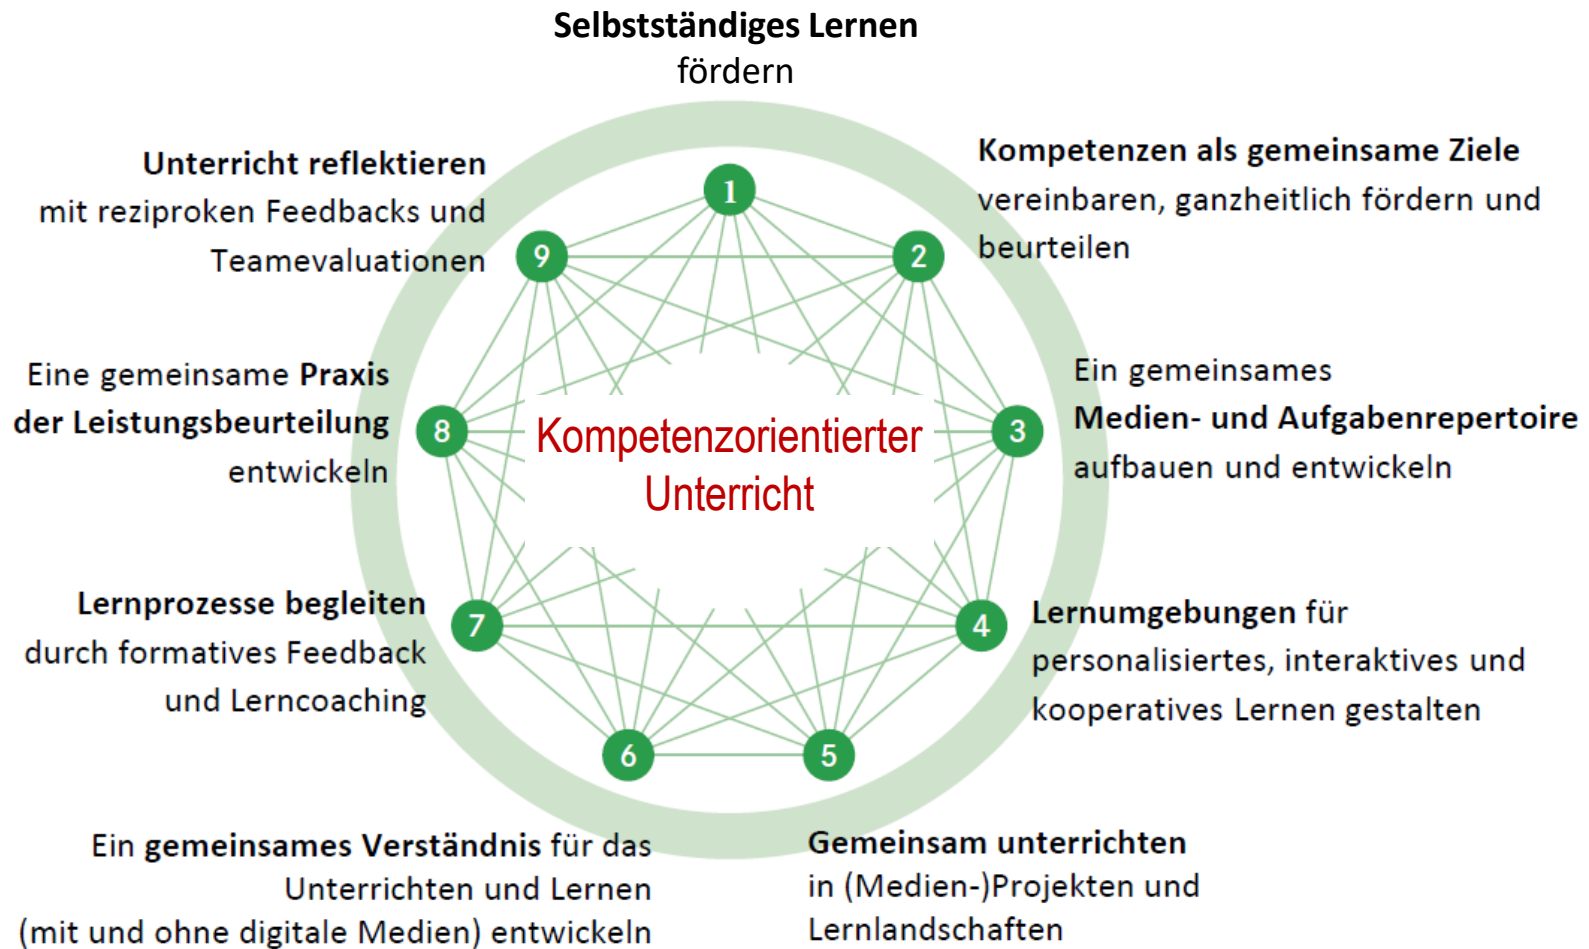 Selbstständiges Lernen
fördern
1
Kompetenzen als gemeinsame Ziele
vereinbaren, ganzheitlich fördern und
beurteilen
2
Ein gemeinsames
Medien- und Aufgabenrepertoire
aufbauen und entwickeln
3
Lernumgebungen für
personalisiertes, interaktives und
kooperatives Lernen gestalten
4
Gemeinsam unterrichten
in (Medien-)Projekten und
Lernlandschaften
5
Ein gemeinsames Verständnis für das
Unterrichten und Lernen
(mit und ohne digitale Medien) entwickeln
6
Lernprozesse begleiten
durch formatives Feedback
und Lerncoaching
7
Eine gemeinsame Praxis
der Leistungsbeurteilung
entwickeln
8
Unterricht reflektieren
mit reziproken Feedbacks und
Teamevaluationen
9
Kompetenzorientierter
Unterricht